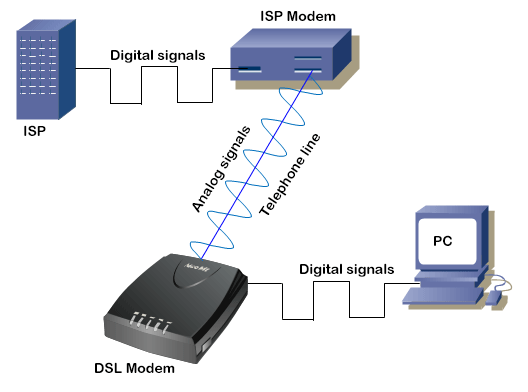 ISP Modem
Digital signals
ISP
Analog signals
Telephone line
PC
Digital signals
DSL Modem